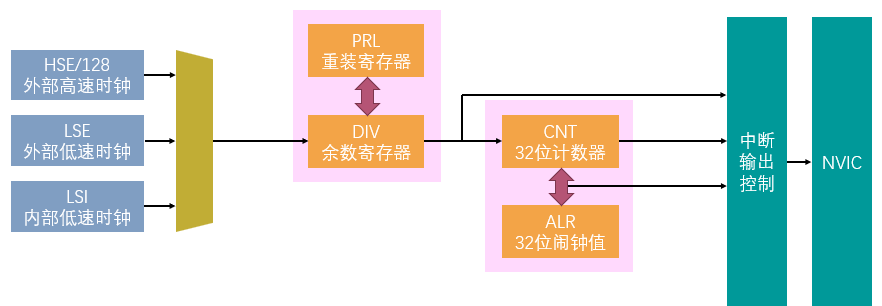 HSE/128
外部高速时钟
LSE
外部低速时钟
LSI
内部低速时钟
PRL
重装寄存器
DIV
余数寄存器
CNT
32位计数器
ALR
32位闹钟值
中断
输出
控制
NVIC